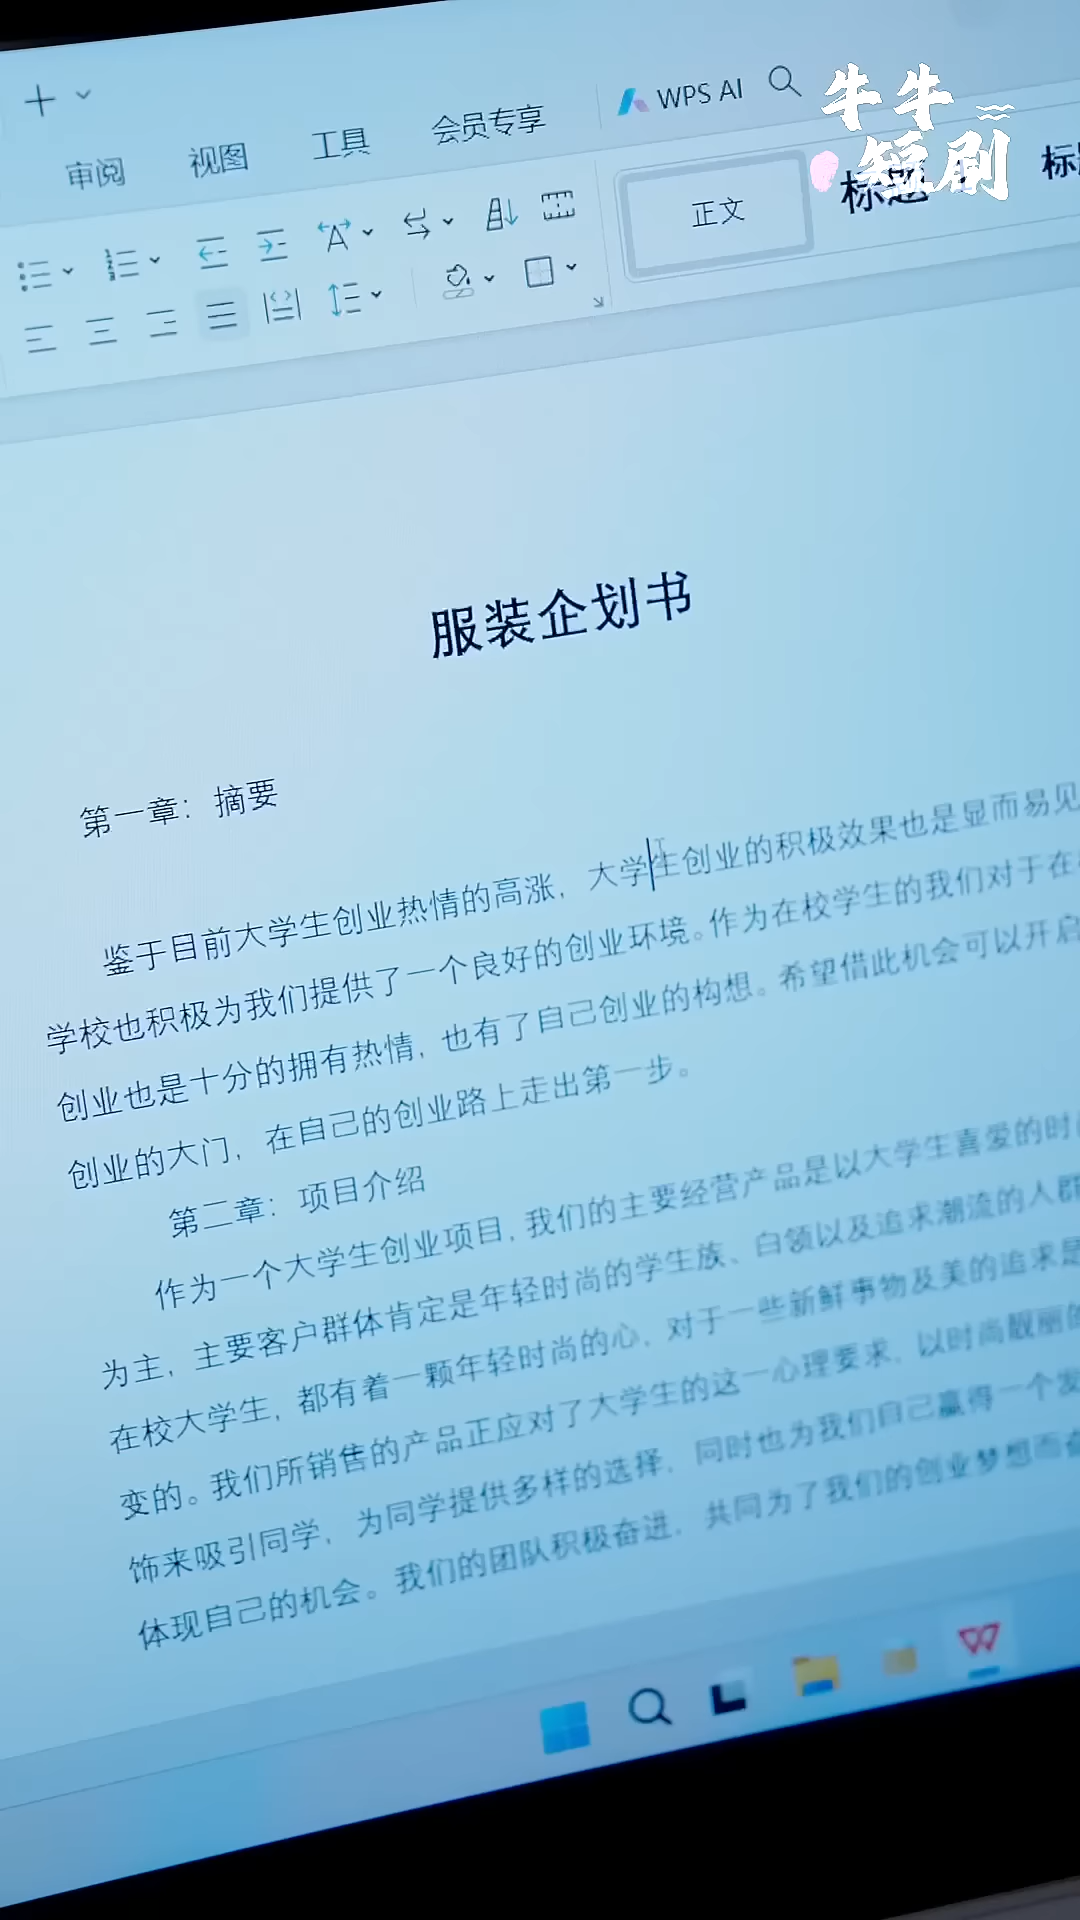 牛牛
短剧
WPS AI
审阅 视图 工具 会员专享
正文 标题 标题
服装企划书
第一章：摘要
鉴于目前大学生创业热情的高涨，大学生创业的积极效果也是显而易见
学校也积极为我们提供了一个良好的创业环境。作为在校学生的我们对于在
创业也是十分的拥有热情，也有了自己创业的构想。希望借此机会可以开启
创业的大门，在自己的创业路上走出第一步。
第二章：项目介绍
作为一个大学生创业项目，我们的主要经营产品是以大学生喜爱的时
为主，主要客户群体肯定是年轻时尚的学生族、白领以及追求潮流的人群
在校大学生，都有着一颗年轻时尚的心，对于一些新鲜事物及美的追求是
变的。我们所销售的产品正应对了大学生的这一心理要求，以时尚靓丽
饰来吸引同学，为同学提供多样的选择，同时也为我们自己赢得一个发
体现自己的机会。我们的团队积极奋进，共同为了我们的创业梦想而